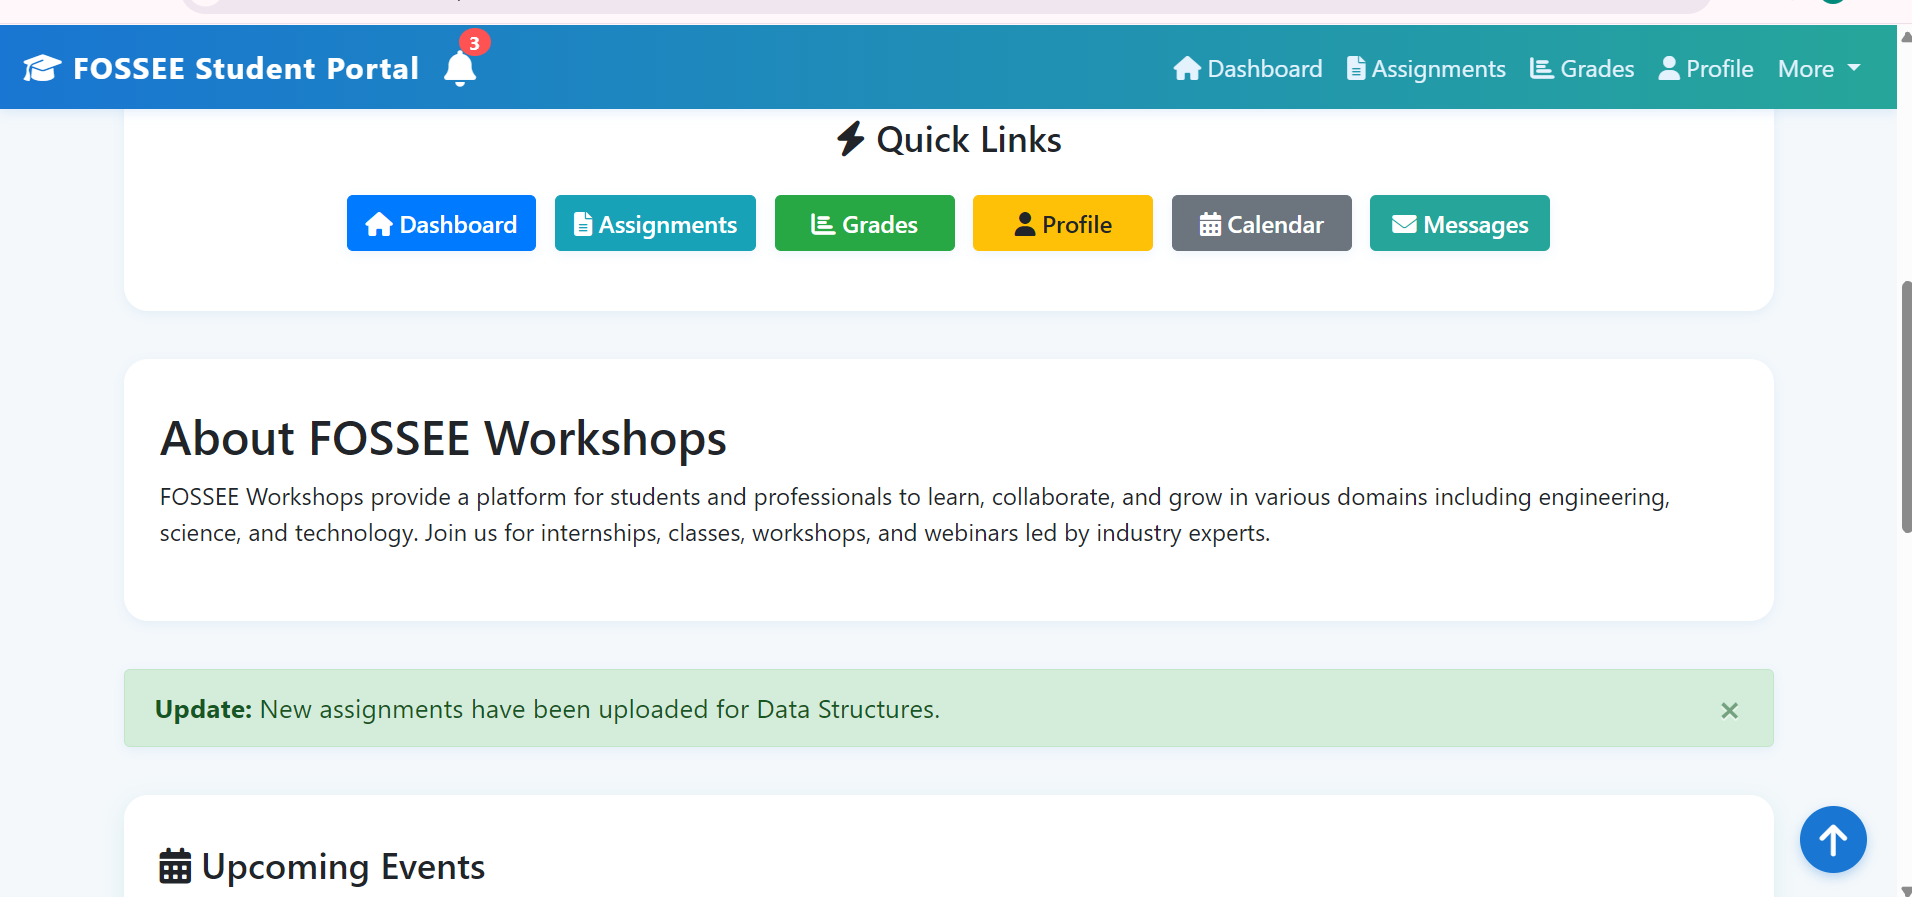 FOSSEE Student Portal 3 Dashboard Assignments Grades Profile More
Quick Links
Dashboard Assignments Grades Profile Calendar Messages
About FOSSEE Workshops
FOSSEE Workshops provide a platform for students and professionals to learn, collaborate, and grow in various domains including engineering,
science, and technology. Join us for internships, classes, workshops, and webinars led by industry experts.
Update: New assignments have been uploaded for Data Structures. ×
Upcoming Events